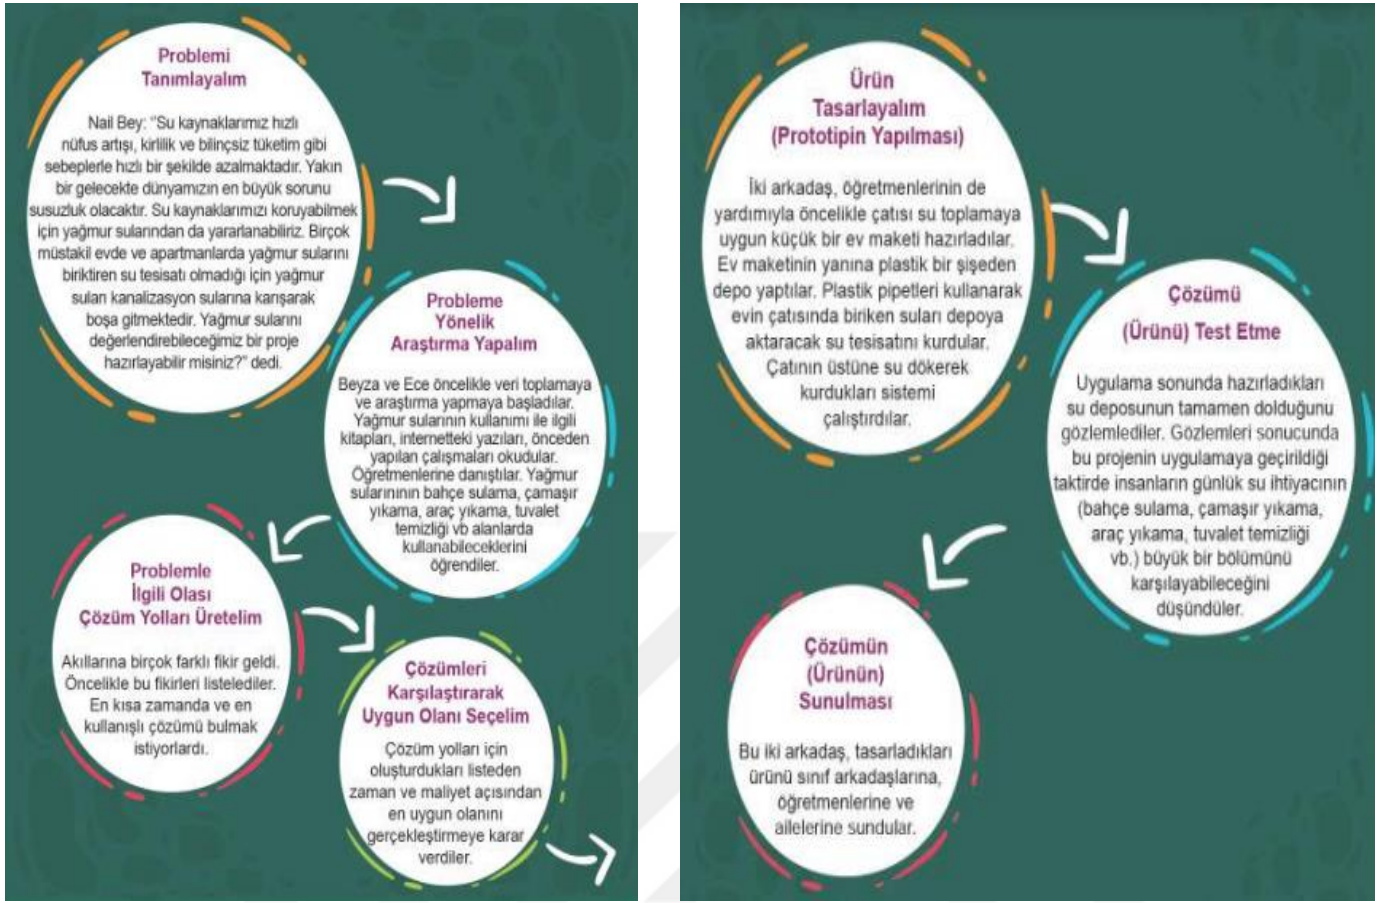 Problemi
Tanımlayalım
Nail Bey: "Su kaynaklarımız hızlı
nüfus artışı, kirlilik ve bilinçsiz tüketim gibi
sebeplerle hızlı bir şekilde azalmaktadır. Yakın
bir gelecekte dünyamızın en büyük sorunu
susuzluk olacaktır. Su kaynaklarımızı koruyabilmek
için yağmur sularından da yararlanabiliriz. Birçok
müstakil evde ve apartmanlarda yağmur sularını
biriktiren su tesisatı olmadığı için yağmur
suları kanalizasyon sularına karışarak
boşa gitmektedir. Yağmur sularını
değerlendirebileceğimiz bir proje
hazırlayabilir misiniz?" dedi.
Probleme
Yönelik
Araştırma Yapalım
Beyza ve Ece öncelikle veri toplamaya
ve araştırma yapmaya başladılar.
Yağmur sularının kullanımı ile ilgili
kitapları, internetteki yazıları, önceden
yapılan çalışmaları okudular.
Öğretmenlerine danıştılar. Yağmur
sularınının bahçe sulama, çamaşır
yıkama, araç yıkama, tuvalet
temizliği vb alanlarda
kullanabileceklerini
öğrendiler.
Problemle
İlgili Olası
Çözüm Yolları Üretelim
Akıllarına birçok farklı fikir geldi.
Öncelikle bu fikirleri listelediler.
En kısa zamanda ve en
kullanışlı çözümü bulmak
istiyorlardı.
Çözümleri
Karşılaştırarak
Uygun Olanı Seçelim
Çözüm yolları için
oluşturdukları listeden
zaman ve maliyet açısından
en uygun olanını
gerçekleştirmeye karar
verdiler.
Ürün
Tasarlayalım
(Prototipin Yapılması)
İki arkadaş, öğretmenlerinin de
yardımıyla öncelikle çatısı su toplamaya
uygun küçük bir ev maketi hazırladılar.
Ev maketinin yanına plastik bir şişeden
depo yaptılar. Plastik pipetleri kullanarak
evin çatısında biriken suları depoya
aktaracak su tesisatını kurdular.
Çatının üstüne su dökerek
kurdukları sistemi
çalıştırdılar.
Çözümü
(Ürünü) Test Etme
Uygulama sonunda hazırladıkları
su deposunun tamamen dolduğunu
gözlemlediler. Gözlemleri sonucunda
bu projenin uygulamaya geçirildiği
taktirde insanların günlük su ihtiyacının
(bahçe sulama, çamaşır yıkama,
araç yıkama, tuvalet temizliği
vb.) büyük bir bölümünü
karşılayabileceğini
düşündüler.
Çözümün
(Ürünün)
Sunulması
Bu iki arkadaş, tasarladıkları
ürünü sınıf arkadaşlarına,
öğretmenlerine ve
ailelerine sundular.